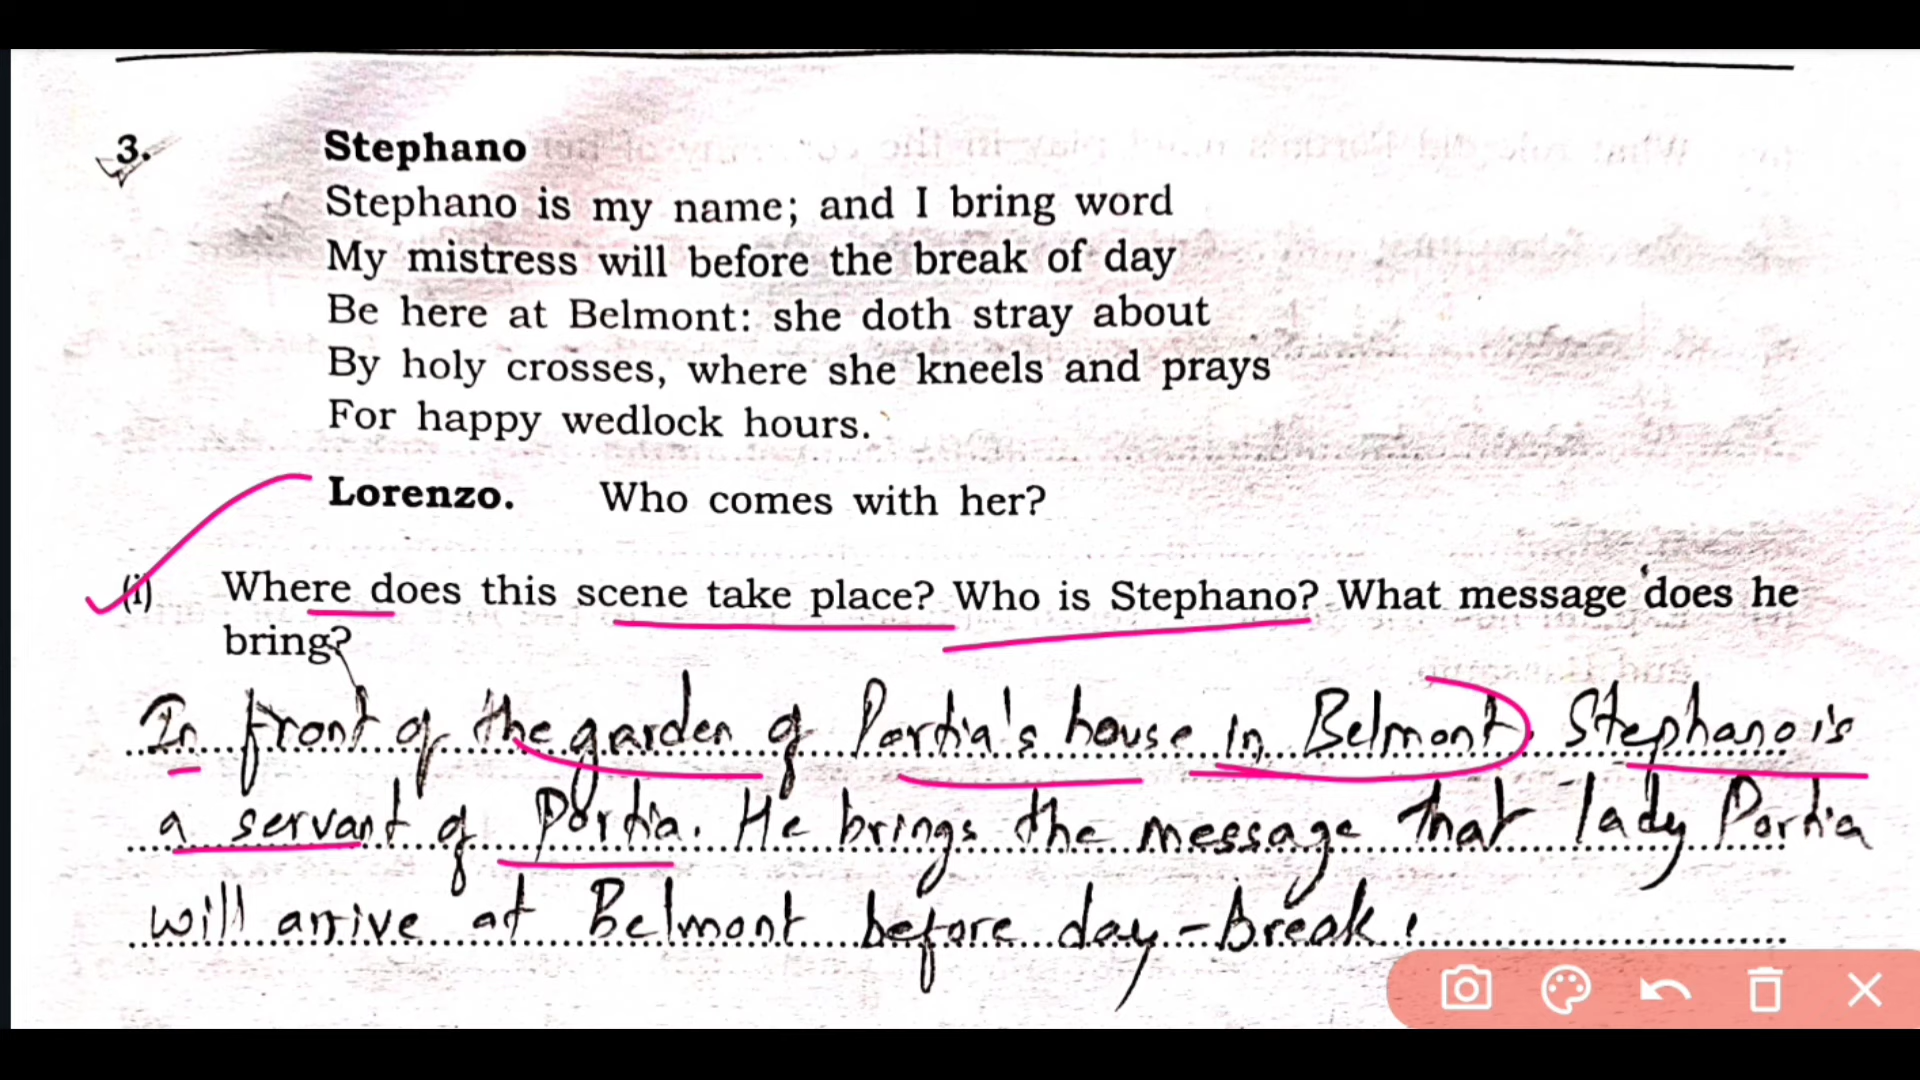 3. Stephano
Stephano is my name; and I bring word
My mistress will before the break of day
Be here at Belmont: she doth stray about
By holy crosses, where she kneels and prays
For happy wedlock hours.
Lorenzo. Who comes with her?
(i) Where does this scene take place? Who is Stephano? What message does he
bring?
In front of the garden of Portia's house in Belmont. Stephano is
a servant of Portia. He brings the message that lady Portia
will arrive at Belmont before day-break.